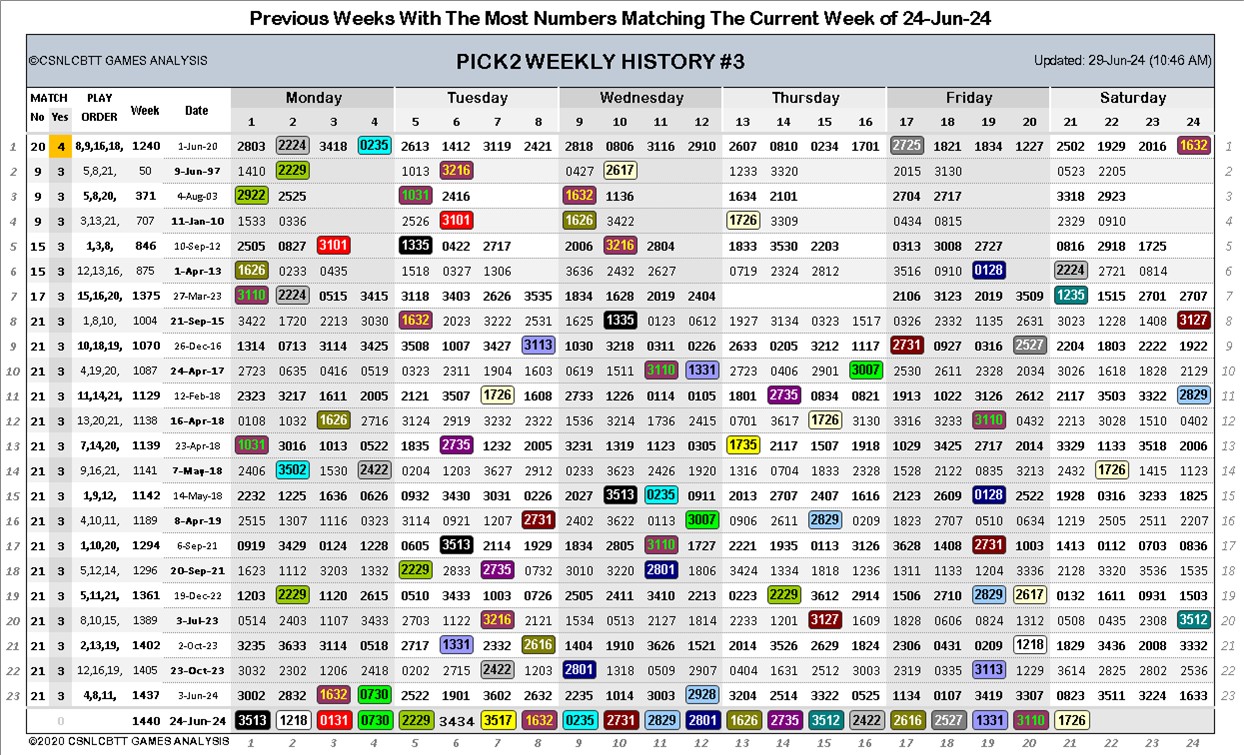 Previous Weeks With The Most Numbers Matching The Current Week of 24-Jun-24
©CSNLCBTT GAMES ANALYSIS PICK2 WEEKLY HISTORY #3 Updated: 29-Jun-24 (10:46 AM)
MATCH PLAY Week Date Monday Tuesday Wednesday Thursday Friday Saturday
No Yes ORDER 1 2 3 4 5 6 7 8 9 10 11 12 13 14 15 16 17 18 19 20 21 22 23 24
1 20 4 8,9,16,18, 1240 1-Jun-20 2803 2224 3418 0235 2613 1412 3119 2421 2818 0806 3116 2910 2607 0810 0234 1701 2725 1821 1834 1227 2502 1929 2016 1632 1
2 9 3 5,8,21, 50 9-Jun-97 1410 2229 1013 3216 0427 2617 1233 3320 2015 3130 0523 2205 2
3 9 3 5,8,20, 371 4-Aug-03 2922 2525 1031 2416 1632 1136 1634 2101 2704 2717 3318 2923 3
4 9 3 3,13,21, 707 11-Jan-10 1533 0336 2526 3101 1626 3422 1726 3309 0434 0815 2329 0910 4
5 15 3 1,3,8, 846 10-Sep-12 2505 0827 3101 1335 0422 2717 2006 3216 2804 1833 3530 2203 0313 3008 2727 0816 2918 1725 5
6 15 3 12,13,16, 875 1-Apr-13 1626 0233 0435 1518 0327 1306 3636 2432 2627 0719 2324 2812 3516 0910 0128 2224 2721 0814 6
7 17 3 15,16,20, 1375 27-Mar-23 3110 2224 0515 3415 3118 3403 2626 3535 1834 1628 2019 2404 2106 3123 2019 3509 1235 1515 2701 2707 7
8 21 3 1,8,10, 1004 21-Sep-15 3422 1720 2213 3030 1632 2023 3222 2531 1625 1335 0123 0612 1927 3134 0323 1517 0326 2332 1135 2631 3023 1228 1408 3127 8
9 21 3 10,18,19, 1070 26-Dec-16 1314 0713 3114 3425 3508 1007 3427 3113 1030 3218 0311 0226 2633 0205 3212 1117 2731 0927 0316 2527 2204 1803 2222 1922 9
10 21 3 4,19,20, 1087 24-Apr-17 2723 0635 0416 0519 0323 2311 1904 1603 0619 1511 3110 1331 2723 0406 2901 3007 2530 2611 2328 2034 3026 1618 1828 2129 10
11 21 3 11,14,21, 1129 12-Feb-18 2323 3217 1611 2005 2121 3507 1726 1608 2733 1226 0114 0105 1801 2735 0834 0821 1913 1022 3126 2612 2117 3503 3322 2829 11
12 21 3 13,20,21, 1138 16-Apr-18 0108 1032 1626 2716 3124 2919 3232 2322 1536 3214 1736 2415 0701 3617 1726 3130 3316 3233 3110 0432 2213 3028 1510 0402 12
13 21 3 7,14,20, 1139 23-Apr-18 1031 3016 1013 0522 1835 2735 1232 2005 3231 1319 1123 0305 1735 2117 1507 1918 1129 3425 2717 2014 3329 1133 3518 2006 13
14 21 3 9,16,21, 1141 7-May-18 2406 3502 1530 2422 0204 1203 3627 2912 0233 3623 2426 1920 1316 0704 1833 2328 1528 2122 0835 3213 2432 1726 1415 1123 14
15 21 3 1,9,12, 1142 14-May-18 2232 1225 1636 0626 0932 3430 3031 0226 2027 3513 0235 0911 2013 2707 2407 1616 2123 2609 0128 2522 1928 0316 3233 1825 15
16 21 3 4,10,11, 1189 8-Apr-19 2515 1307 1116 0323 3114 0921 1207 2731 2402 3622 0113 3007 0906 2611 2829 0209 1823 2707 0510 0634 1219 2505 2511 2207 16
17 21 3 1,10,20, 1294 6-Sep-21 0919 3429 0124 1228 0605 3513 2114 1929 1834 2805 3110 1727 2221 1935 0113 3126 3628 1408 2731 1003 1413 0112 0703 0836 17
18 21 3 5,12,14, 1296 20-Sep-21 1623 1112 3203 1332 2229 2833 2735 0732 3010 3220 2801 1806 3424 1334 1818 1236 1311 1133 1204 3336 2128 3320 3536 1535 18
19 21 3 5,11,21, 1361 19-Dec-22 1203 2229 1120 2615 0510 3433 1003 0726 2505 2411 3410 2213 0223 2229 3612 2914 1506 2710 2829 2617 0132 1611 0931 1503 19
20 21 3 8,10,15, 1389 3-Jul-23 0514 2403 1107 3433 2703 1122 3216 2120 1534 0513 2127 1814 2233 1201 3127 1609 1828 0606 0824 1312 0508 0435 2308 3512 20
21 21 3 2,13,19, 1402 2-Oct-23 3235 3633 3114 0518 2717 1331 2422 2616 1404 1910 3626 1521 2014 3526 2629 1824 2306 0431 0209 1218 1829 3436 2008 3332 21
22 21 3 12,16,19, 1405 23-Oct-23 3032 2302 1206 2418 0202 2715 2422 1203 2801 1318 0509 2907 0404 1631 2512 3003 2319 0335 3113 1229 3614 2825 2802 2536 22
23 21 3 4,8,11, 1437 3-Jun-24 3002 2832 1632 0730 2522 1901 3602 2632 2235 1014 3003 2928 3204 2514 3322 0525 1134 0107 3419 3307 0823 3511 3224 1633 23
0 1440 24-Jun-24 3513 1218 0131 0730 2229 3434 3517 1632 0235 2731 2829 2801 1626 2735 3512 2422 2616 2527 1331 3110 1726
©2020 CSNLCBTT GAMES ANALYSIS 1 2 3 4 5 6 7 8 9 10 11 12 13 14 15 16 17 18 19 20 21 22 23 24